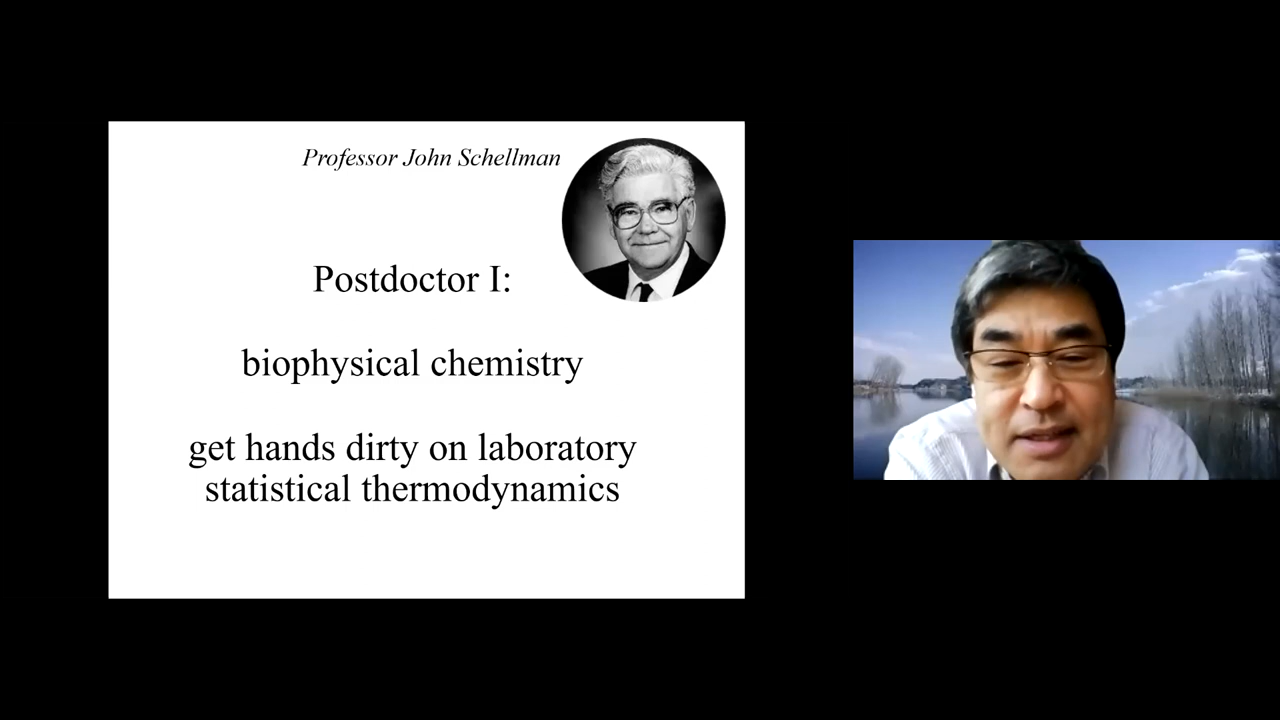 Professor John Schellman
Postdoctor I:
biophysical chemistry
get hands dirty on laboratory
statistical thermodynamics